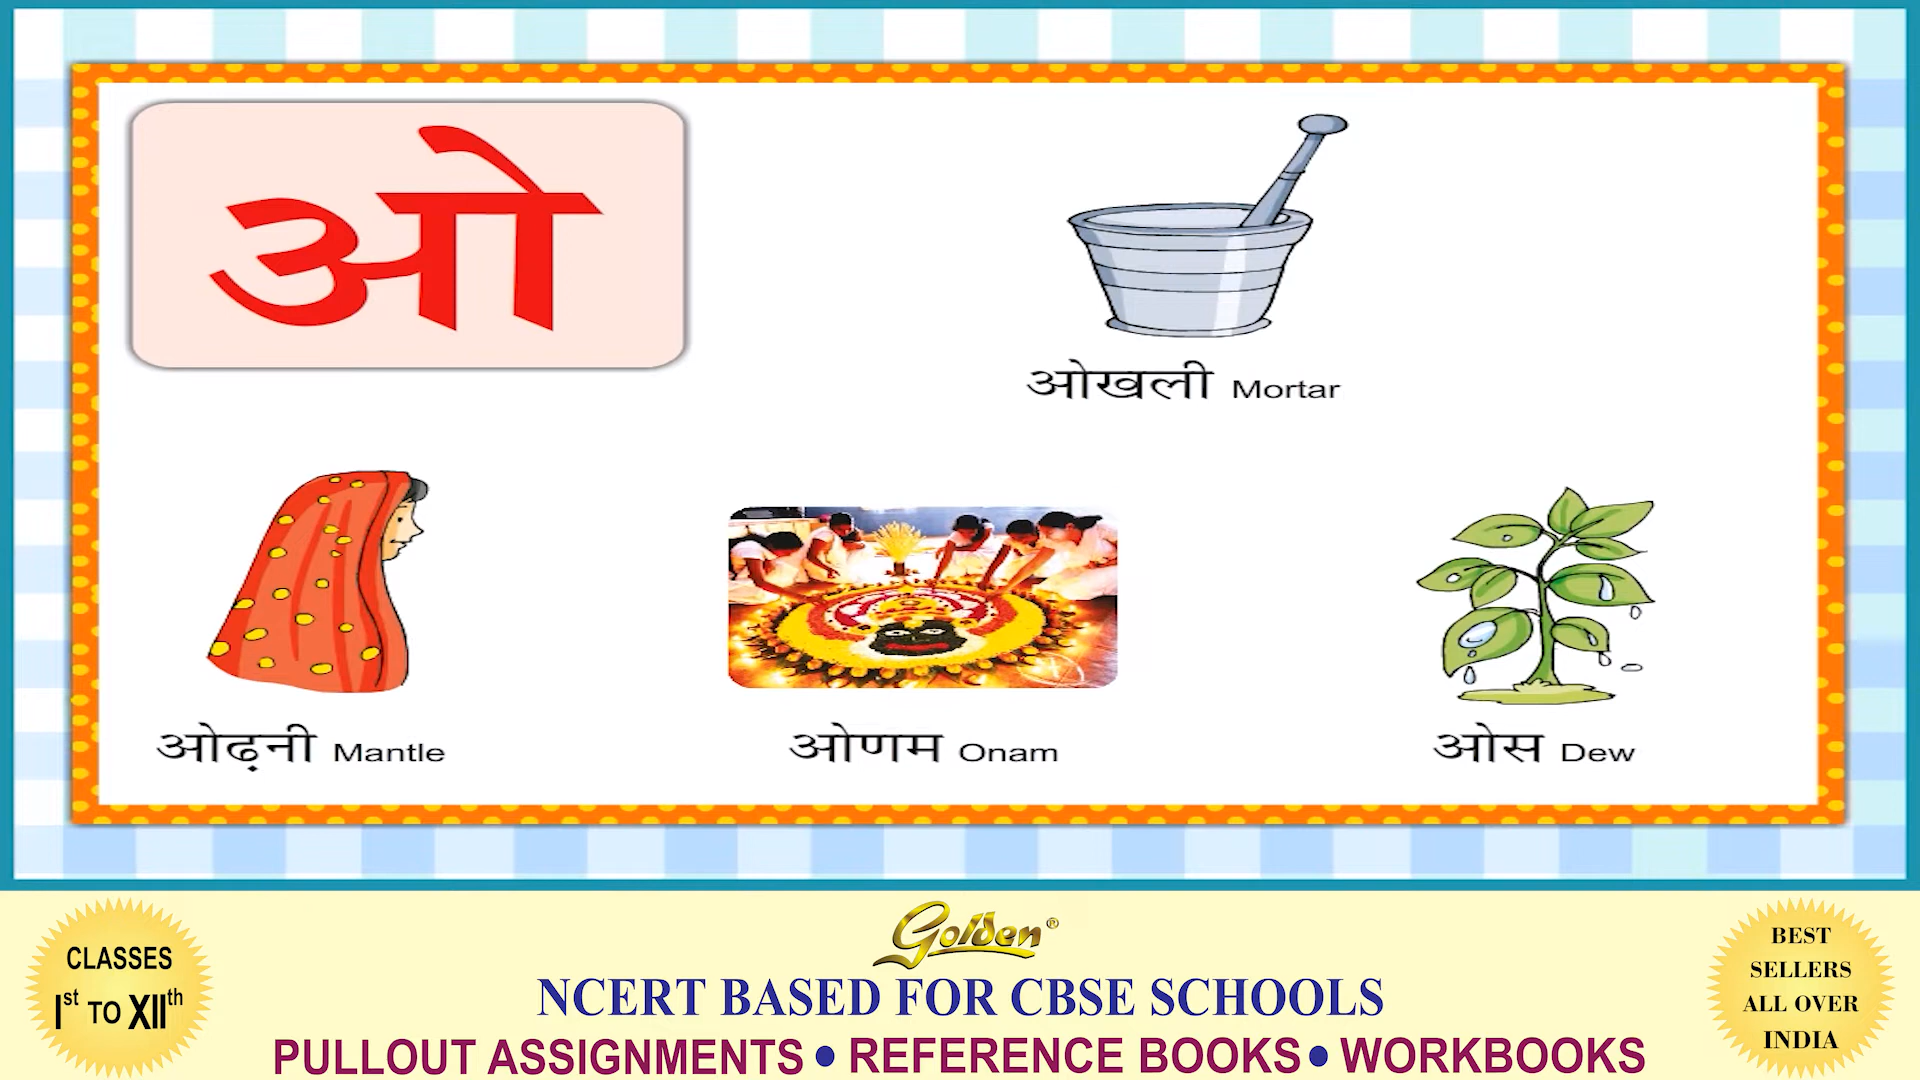 ओ
ओखली Mortar
ओढ़नी Mantle
ओणम Onam
ओस Dew
CLASSES
Ist TO XIIth
Golden®
NCERT BASED FOR CBSE SCHOOLS
PULLOUT ASSIGNMENTS • REFERENCE BOOKS • WORKBOOKS
BEST
SELLERS
ALL OVER
INDIA